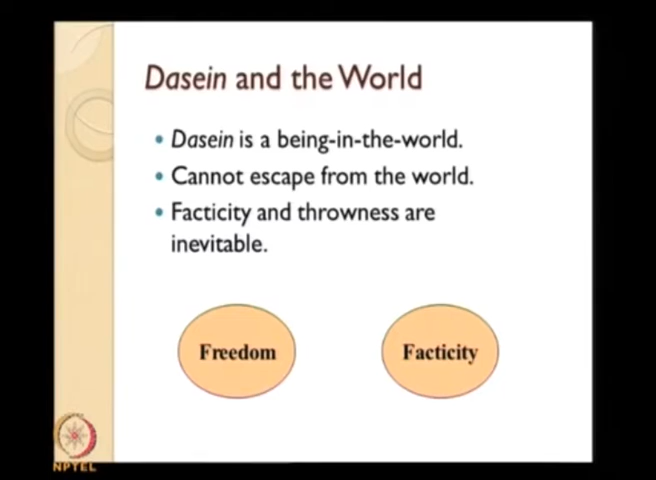 Dasein and the World
• Dasein is a being-in-the-world.
• Cannot escape from the world.
• Facticity and throwness are
inevitable.
Freedom
Facticity
NPTEL